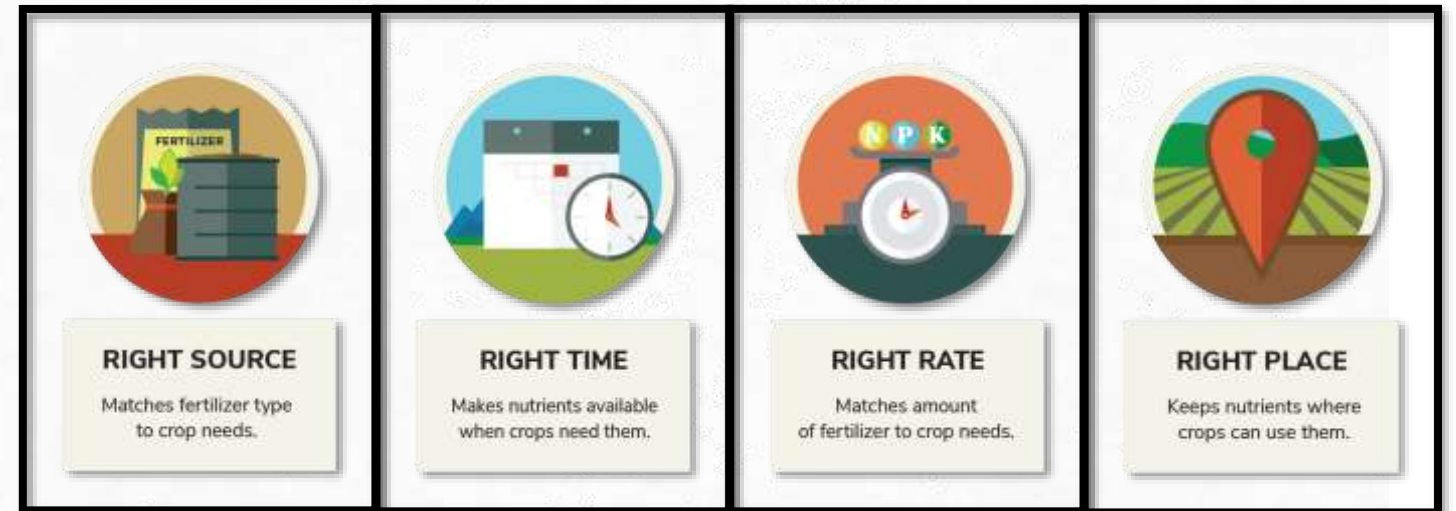 FERTILIZER
RIGHT SOURCE
Matches fertilizer type
to crop needs.
RIGHT TIME
Makes nutrients available
when crops need them.
N P K
RIGHT RATE
Matches amount
of fertilizer to crop needs.
RIGHT PLACE
Keeps nutrients where
crops can use them.